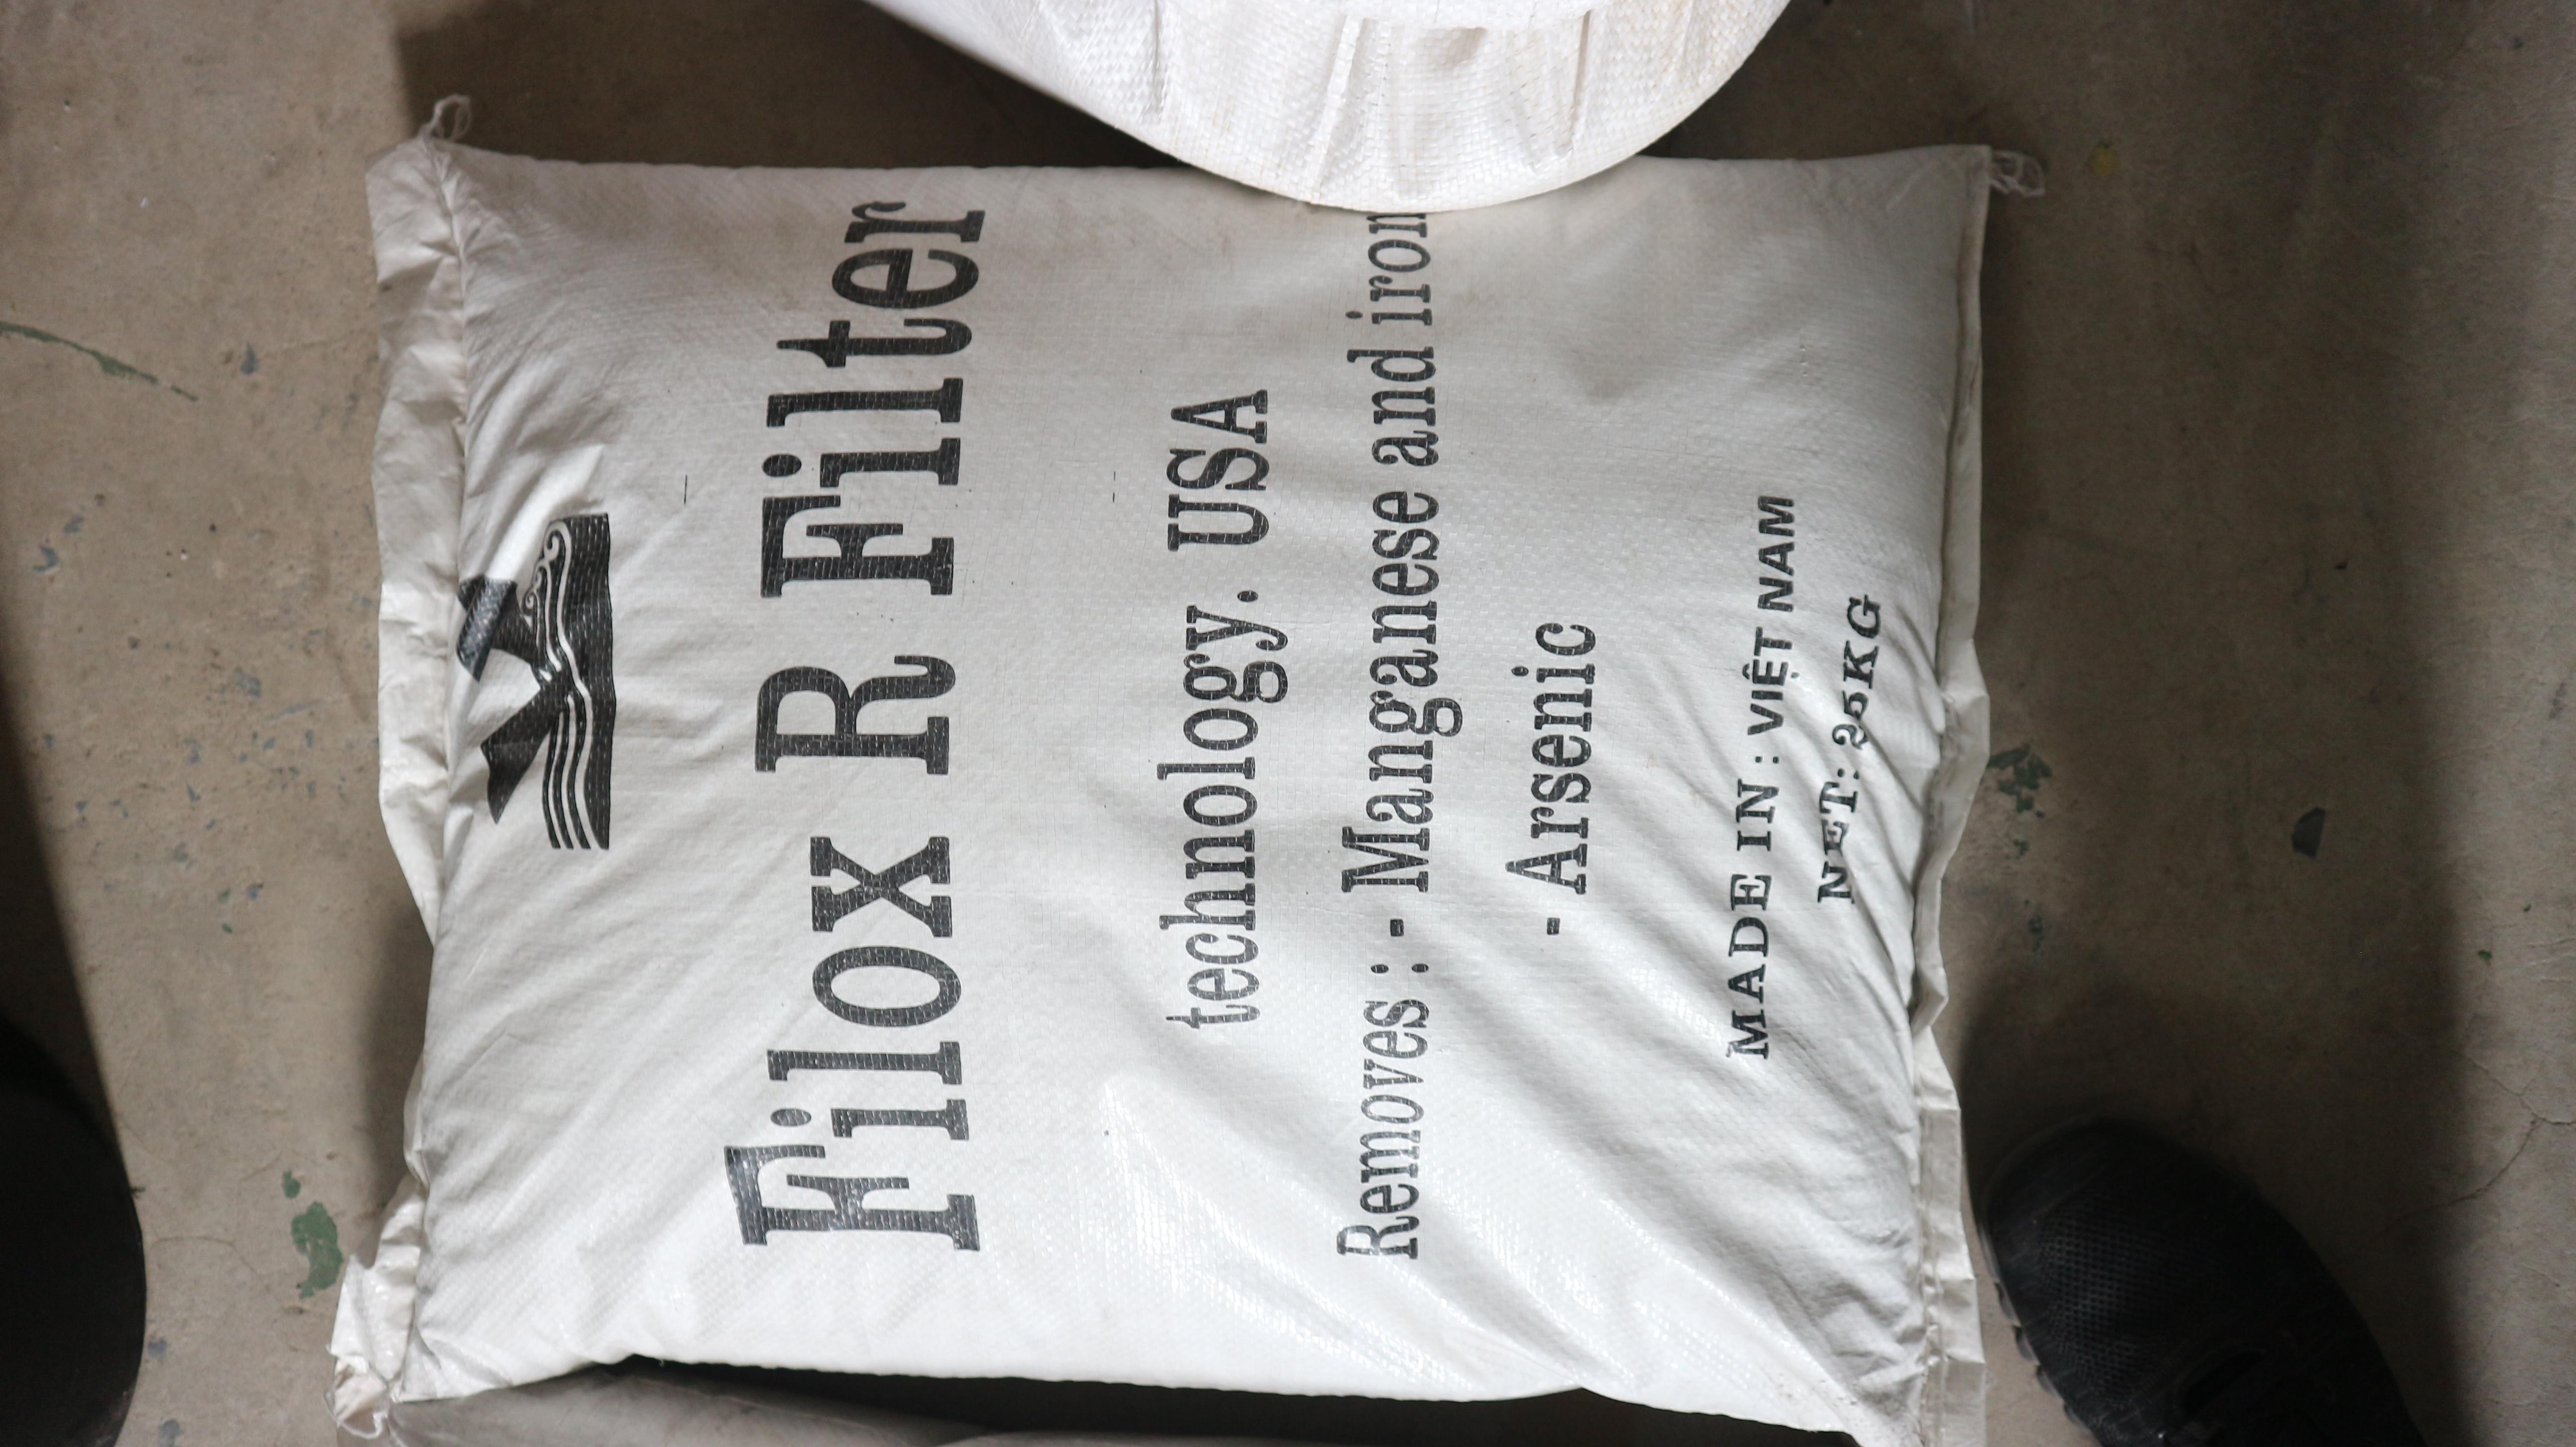 Filox R Filter
technology. USA
Removes : - Manganese and iron
- Arsenic
MADE IN : VIỆT NAM
NET: 25KG